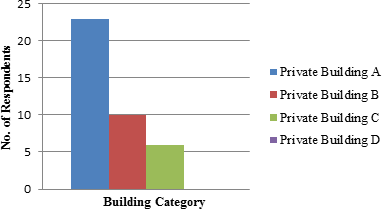 No. of Respondents
25
20
15
10
5
0
Building Category
Private Building A
Private Building B
Private Building C
Private Building D